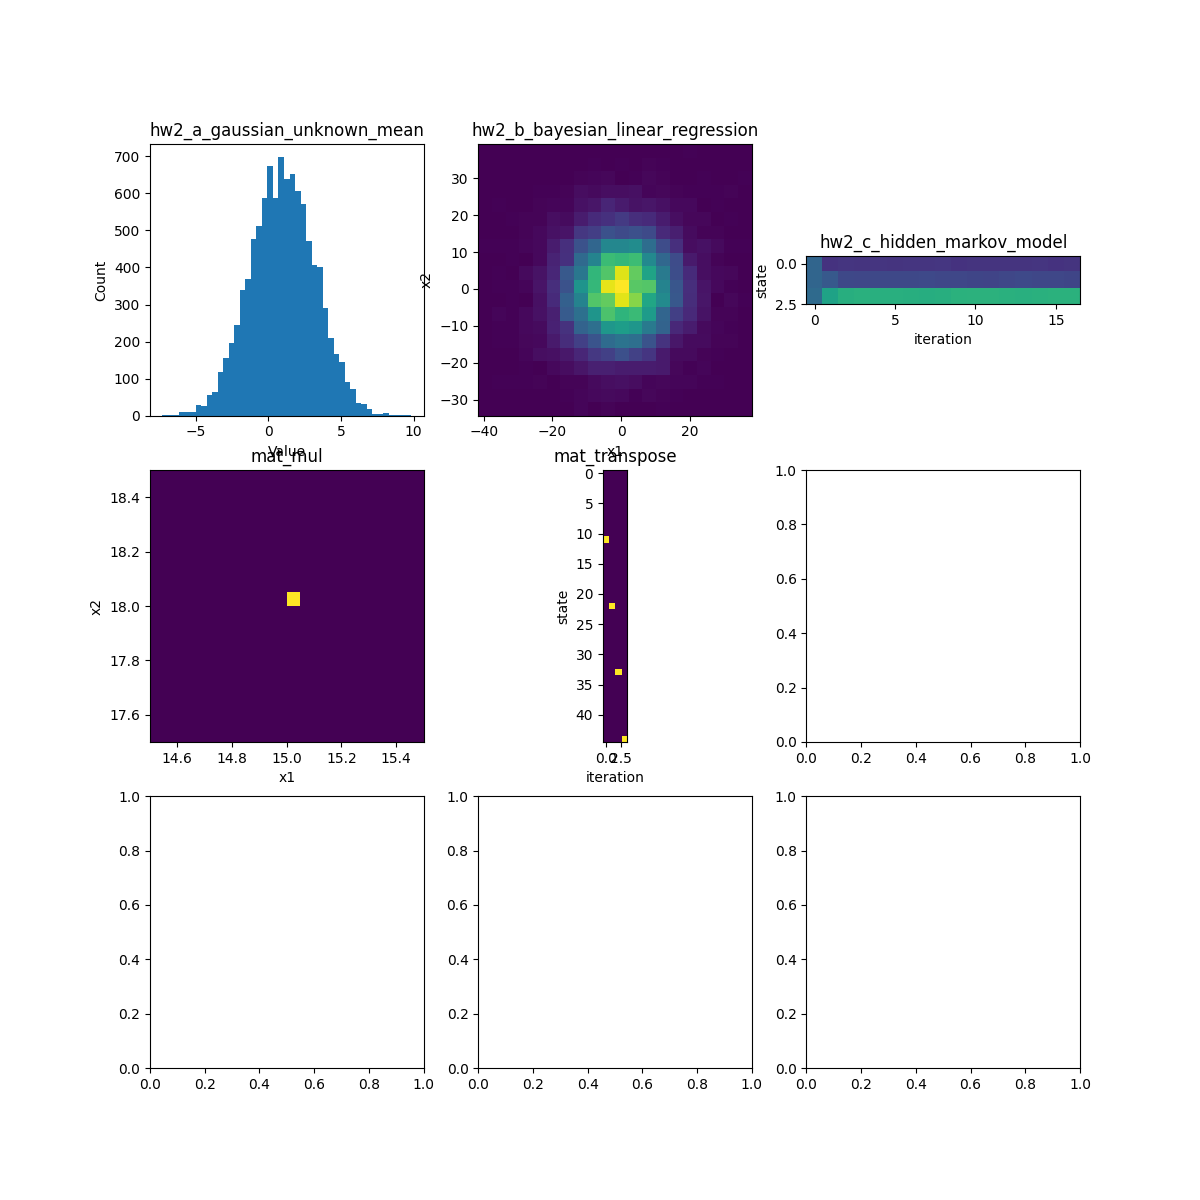 hw2_a_gaussian_unknown_mean
700
600
500
400
300
200
100
0
Count
−5 0 5 10
Value
hw2_b_bayesian_linear_regression
30
20
10
0
−10
−20
−30
x2
−40 −20 0 20
x1
hw2_c_hidden_markov_model
0.0
2.5
state
0 5 10 15
iteration
mat_mul
18.4
18.2
18.0
17.8
17.6
x2
14.6 14.8 15.0 15.2 15.4
x1
mat_transpose
0
5
10
15
20
25
30
35
40
state
0.0 2.5
iteration
1.0
0.8
0.6
0.4
0.2
0.0
0.0 0.2 0.4 0.6 0.8 1.0
1.0
0.8
0.6
0.4
0.2
0.0
0.0 0.2 0.4 0.6 0.8 1.0
1.0
0.8
0.6
0.4
0.2
0.0
0.0 0.2 0.4 0.6 0.8 1.0
1.0
0.8
0.6
0.4
0.2
0.0
0.0 0.2 0.4 0.6 0.8 1.0